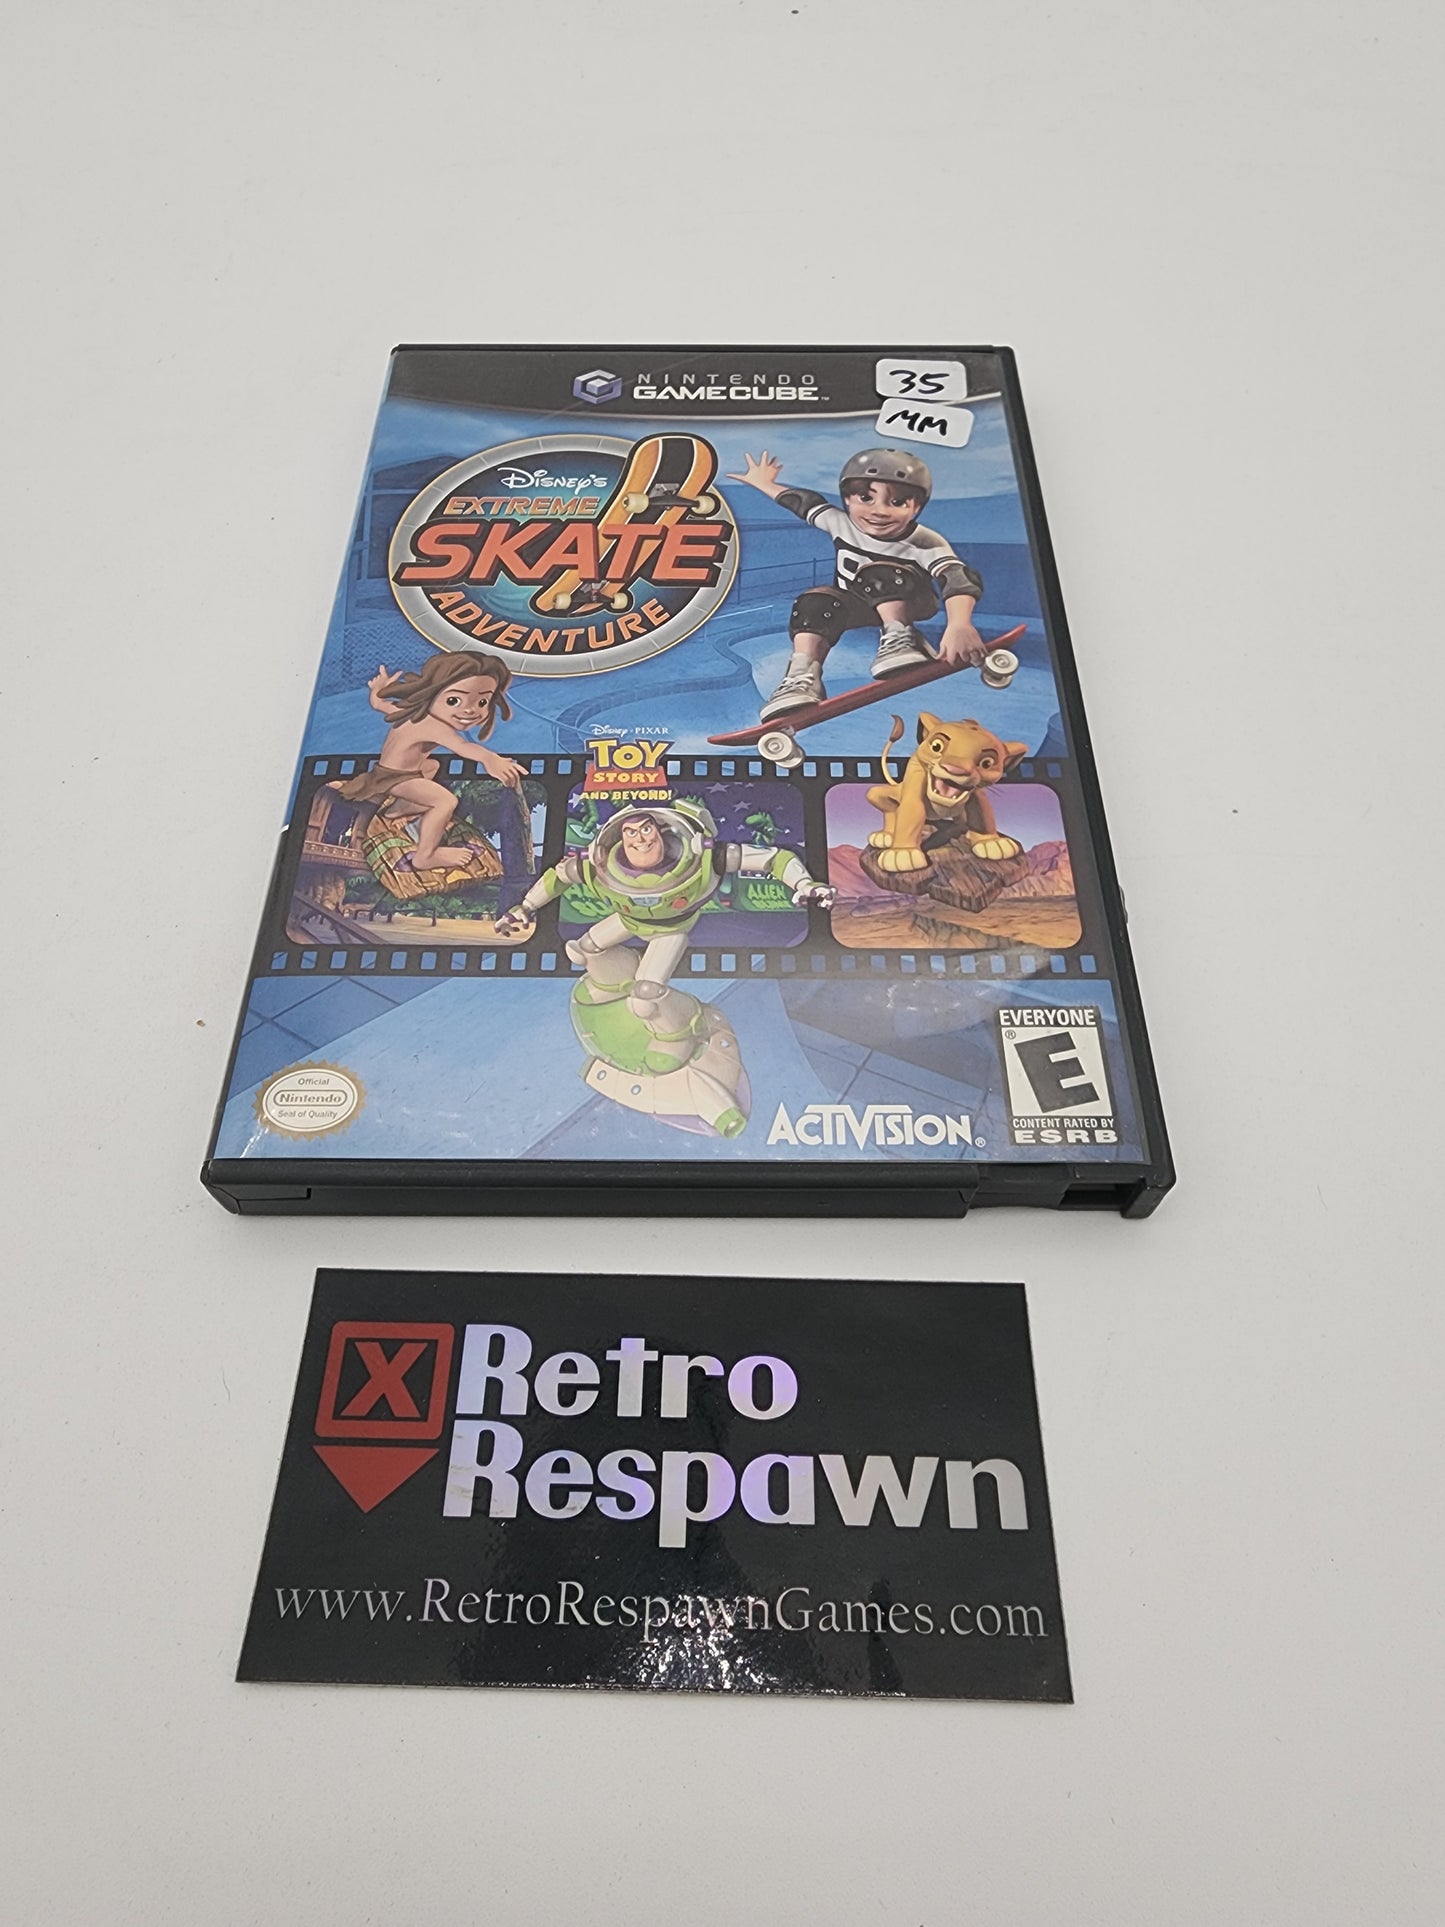 NINTENDO
GAMECUBE™
35
MM
Disney's
EXTREME
SKATE
ADVENTURE
Disney • PIXAR
TOY
STORY
AND BEYOND!
ALIEN
EVERYONE
E
®
CONTENT RATED BY
ESRB
Official
Nintendo
Seal of Quality
ACTIVISION®
X Retro
Respawn
www.RetroRespawnGames.com